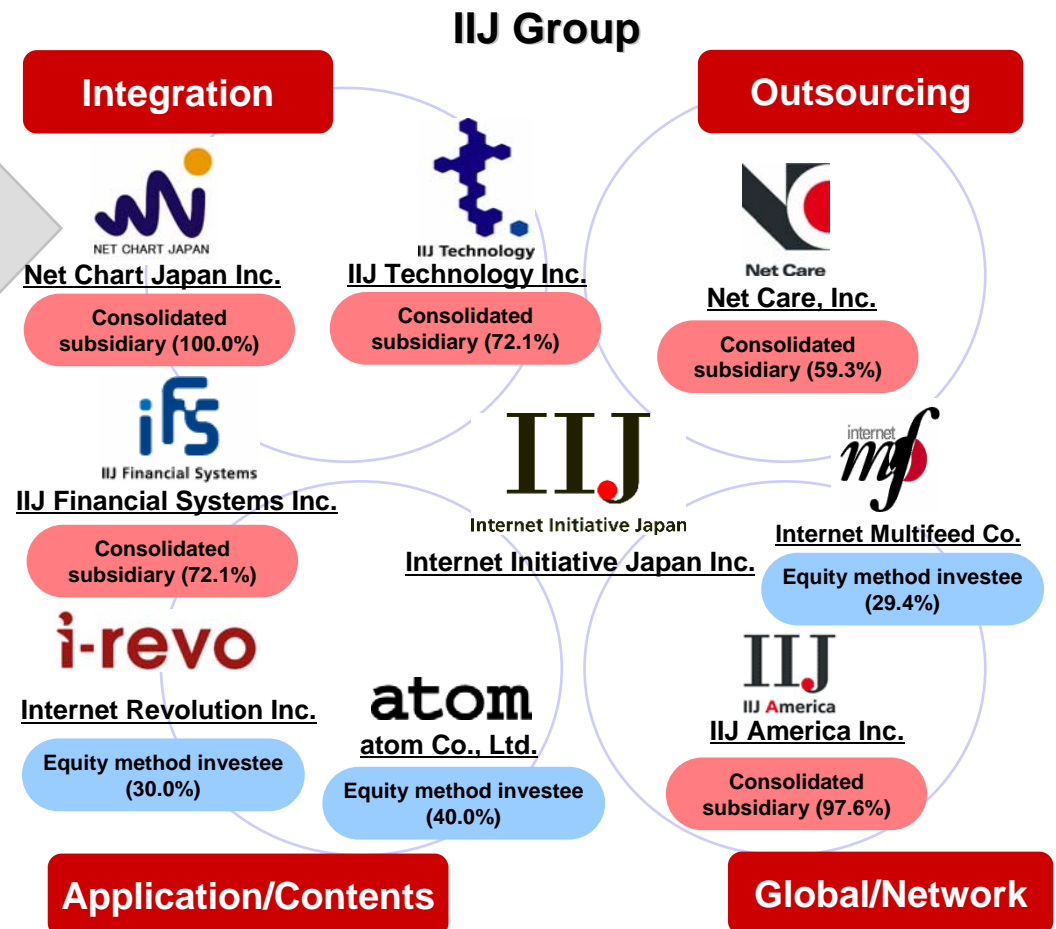 IIJ Group
Integration
Outsourcing
NET CHART JAPAN
Net Chart Japan Inc.
Consolidated
subsidiary (100.0%)
IIJ Technology
IIJ Technology Inc.
Consolidated
subsidiary (72.1%)
Net Care
Net Care, Inc.
Consolidated
subsidiary (59.3%)
iFS
IIJ Financial Systems
IIJ Financial Systems Inc.
Consolidated
subsidiary (72.1%)
IIJ
Internet Initiative Japan
Internet Initiative Japan Inc.
internet
mf
Internet Multifeed Co.
Equity method investee
(29.4%)
i-revo
Internet Revolution Inc.
Equity method investee
(30.0%)
atom
atom Co., Ltd.
Equity method investee
(40.0%)
IIJ
IIJ America
IIJ America Inc.
Consolidated
subsidiary (97.6%)
Application/Contents
Global/Network